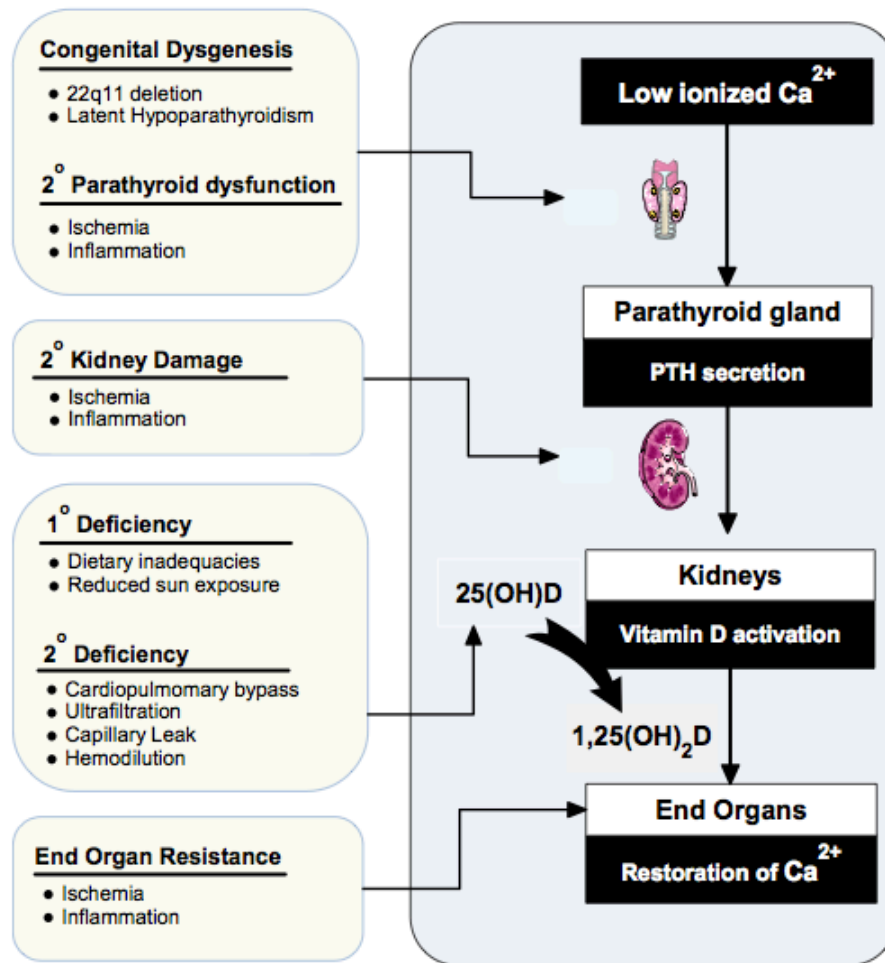 Congenital Dysgenesis
● 22q11 deletion
● Latent Hypoparathyroidism
2° Parathyroid dysfunction
● Ischemia
● Inflammation
2° Kidney Damage
● Ischemia
● Inflammation
1° Deficiency
● Dietary inadequacies
● Reduced sun exposure
2° Deficiency
● Cardiopulmomary bypass
● Ultrafiltration
● Capillary Leak
● Hemodilution
End Organ Resistance
● Ischemia
● Inflammation
Low ionized Ca²⁺
Parathyroid gland
PTH secretion
Kidneys
Vitamin D activation
25(OH)D
1,25(OH)₂D
End Organs
Restoration of Ca²⁺